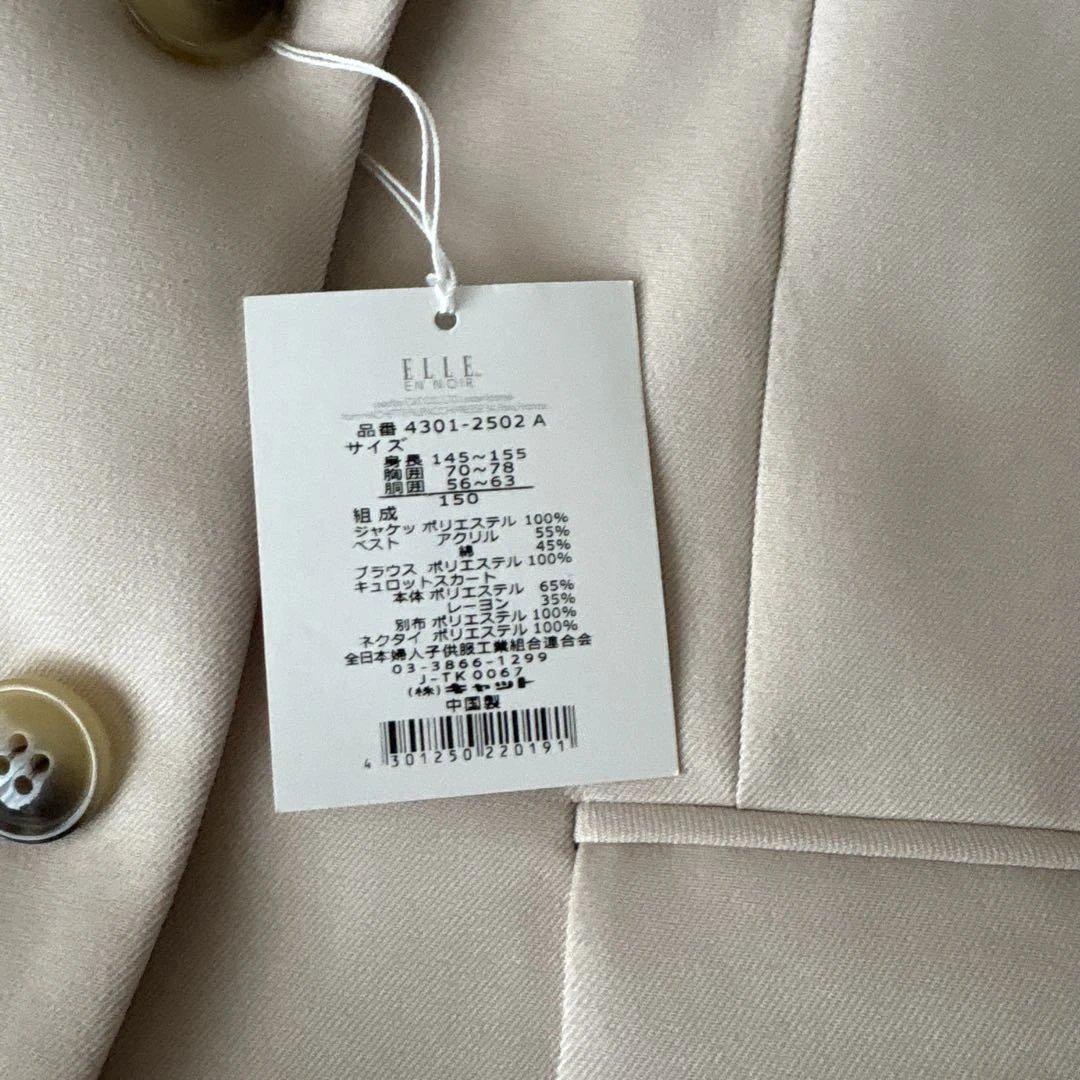 ELLE
EN NOIR
品番 4301-2502 A
サイズ
身長 145～155
胸囲 70～78
胴囲 56～63
150
組成
ジャケッ ポリエステル 100%
ベスト アクリル 55%
綿 45%
ブラウス ポリエステル 100%
キュロットスカート
本体 ポリエステル 65%
レーヨン 35%
別布 ポリエステル 100%
ネクタイ ポリエステル 100%
全日本婦人子供服工業組合連合会
03-3866-1299
J-TK0067
(株)キャット
中国製
4 301250 220191